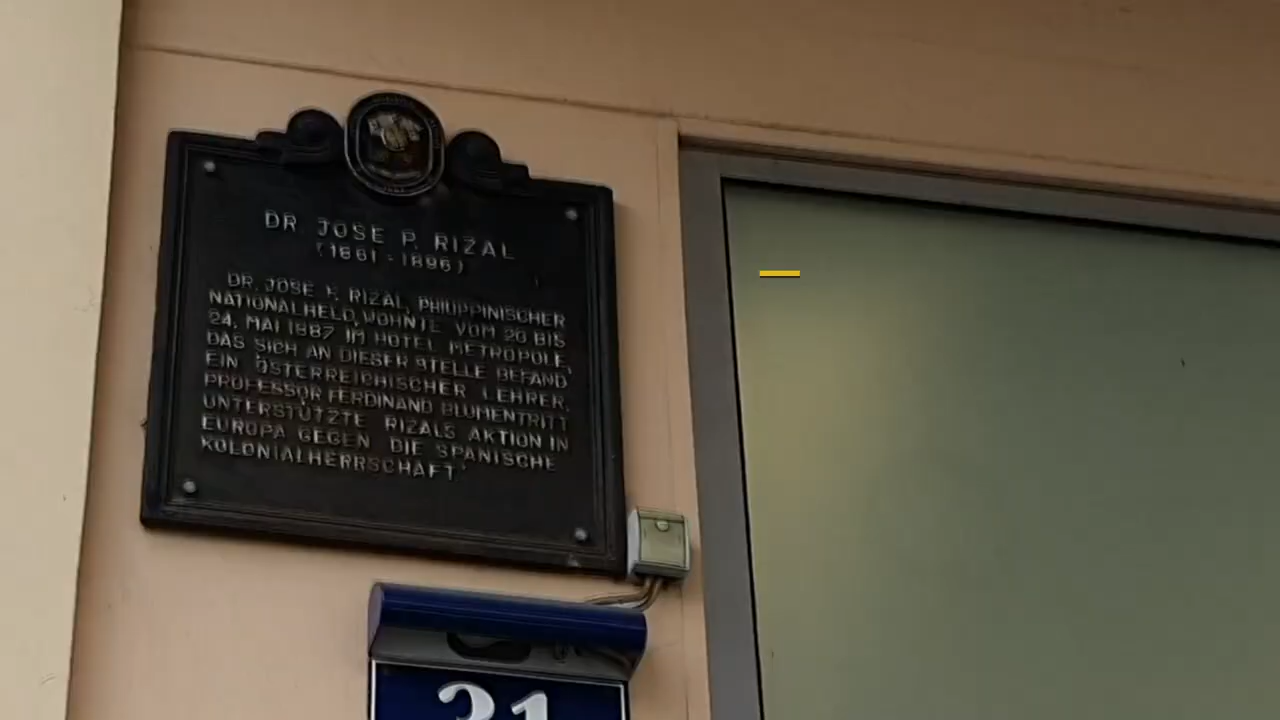 DR JOSE P. RIZAL
(1861 - 1896)
DR. JOSE P. RIZAL, PHILIPPINISCHER
NATIONALHELD, WOHNTE VOM 20 BIS
24. MAI 1887 IM HOTEL METROPOLE,
DAS SICH AN DIESER STELLE BEFAND
EIN ÖSTERREICHISCHER LEHRER,
PROFESSOR FERDINAND BLUMENTRITT
UNTERSTÜTZTE RIZALS AKTION IN
EUROPA GEGEN DIE SPANISCHE
KOLONIALHERRSCHAFT.
31